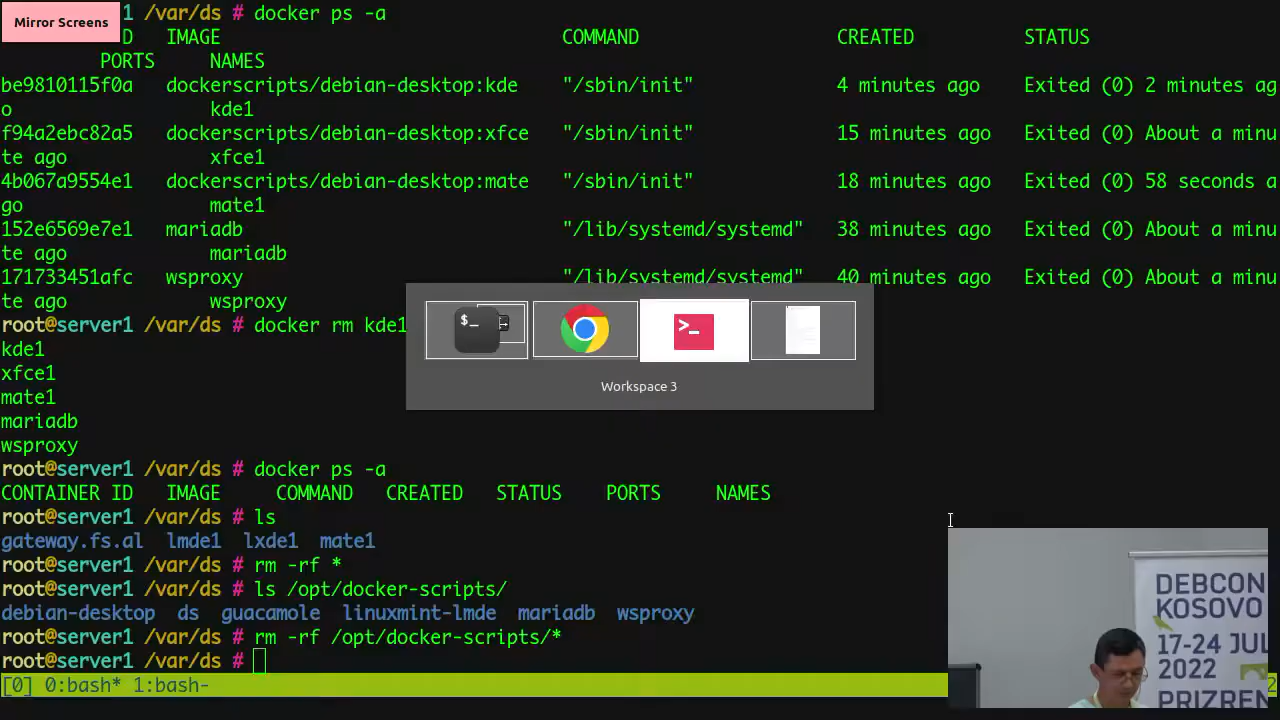 Mirror Screens
1 /var/ds # docker ps -a
D IMAGE COMMAND CREATED STATUS
PORTS NAMES
be9810115f0a dockerscripts/debian-desktop:kde "/sbin/init" 4 minutes ago Exited (0) 2 minutes ag
o kde1
f94a2ebc82a5 dockerscripts/debian-desktop:xfce "/sbin/init" 15 minutes ago Exited (0) About a minu
te ago xfce1
4b067a9554e1 dockerscripts/debian-desktop:mate "/sbin/init" 18 minutes ago Exited (0) 58 seconds a
go mate1
152e6569e7e1 mariadb "/lib/systemd/systemd" 38 minutes ago Exited (0) About a minu
te ago mariadb
171733451afc wsproxy "/lib/systemd/systemd" 40 minutes ago Exited (0) About a minu
te ago wsproxy
root@server1 /var/ds # docker rm kde1
kde1
xfce1
mate1
mariadb
wsproxy
$_
>_
Workspace 3
root@server1 /var/ds # docker ps -a
CONTAINER ID IMAGE COMMAND CREATED STATUS PORTS NAMES
root@server1 /var/ds # ls
gateway.fs.al lmde1 lxde1 mate1
root@server1 /var/ds # rm -rf *
root@server1 /var/ds # ls /opt/docker-scripts/
debian-desktop ds guacamole linuxmint-lmde mariadb wsproxy
root@server1 /var/ds # rm -rf /opt/docker-scripts/*
root@server1 /var/ds #
[0] 0:bash* 1:bash-
DEBCON
KOSOVO
17-24 JUL
2022
PRIZREN